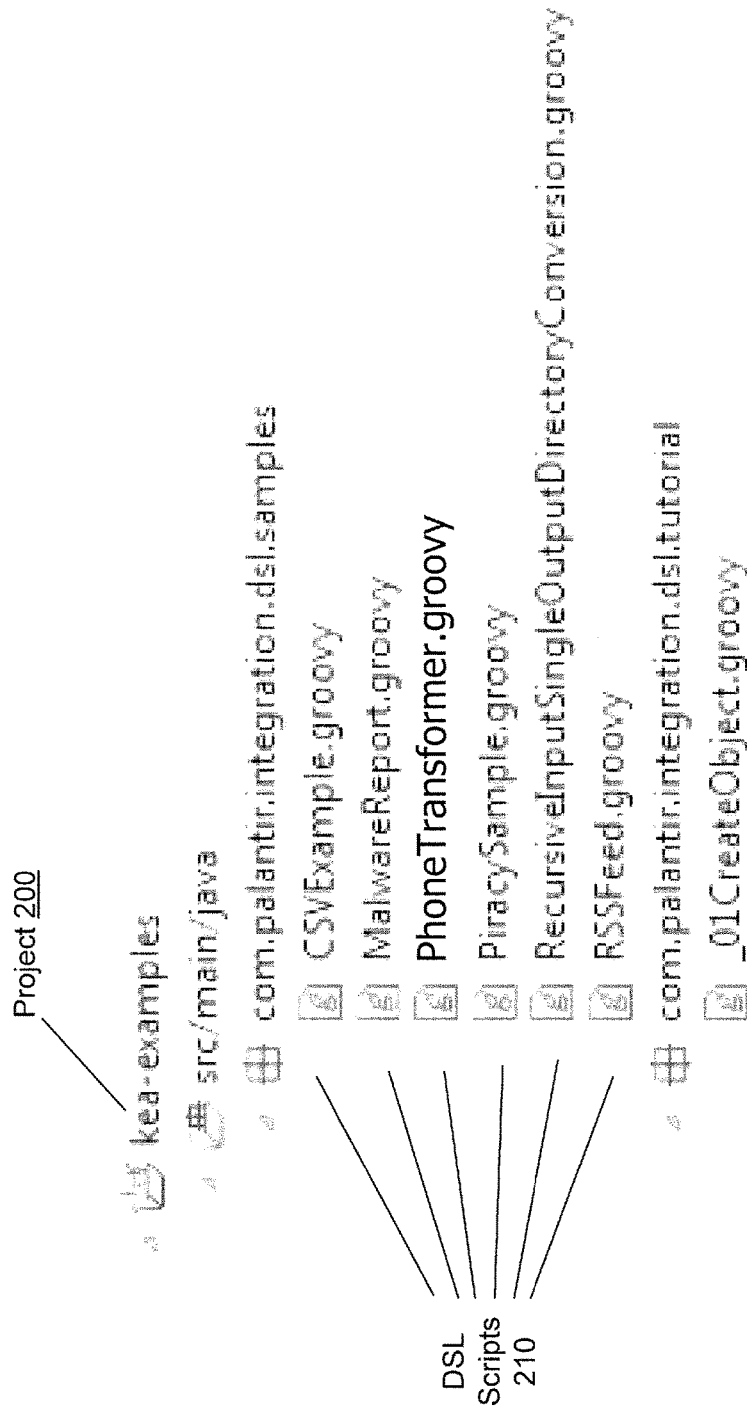 Project 200
kea-examples
src/main/java
com.palantir.integration.dsl.samples
CSVExample.groovy
MalwareReport.groovy
PhoneTransformer.groovy
PiracySample.groovy
RecursiveInputSingleOutputDirectoryConversion.groovy
RSSFeed.groovy
com.palantir.integration.dsl.tutorial
_01CreateObject.groovy
DSL
Scripts
210